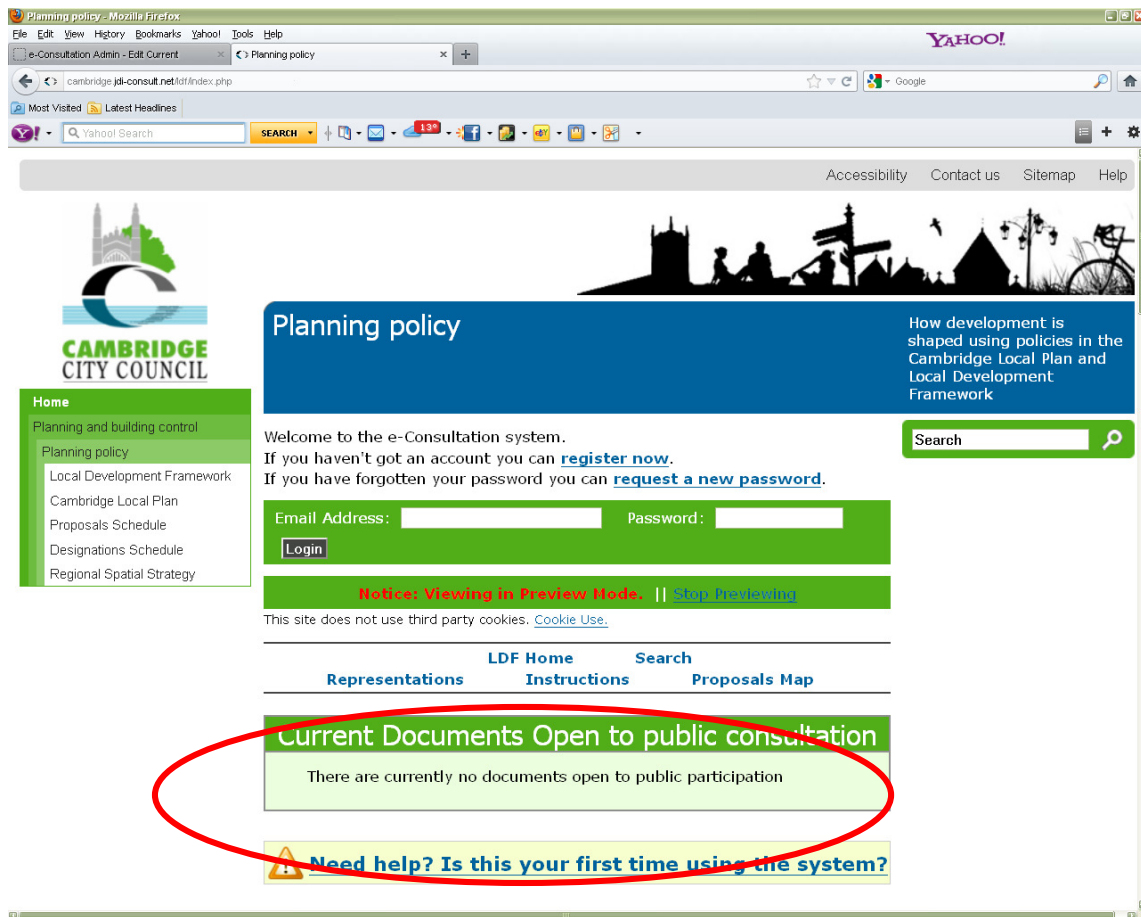 Planning policy - Mozilla Firefox
File Edit View History Bookmarks Yahoo! Tools Help
YAHOO!
e-Consultation Admin - Edit Current × Planning policy × +
cambridge.jdi-consult.net/ldf/index.php
Google
Most Visited Latest Headlines
Y! Yahoo! Search SEARCH 13° f ebY
Accessibility Contact us Sitemap Help
CAMBRIDGE
CITY COUNCIL
Home
Planning and building control
Planning policy
Local Development Framework
Cambridge Local Plan
Proposals Schedule
Designations Schedule
Regional Spatial Strategy
Planning policy
How development is
shaped using policies in the
Cambridge Local Plan and
Local Development
Framework
Search
Welcome to the e-Consultation system.
If you haven't got an account you can register now.
If you have forgotten your password you can request a new password.
Email Address: Password:
Login
Notice: Viewing in Preview Mode. || Stop Previewing
This site does not use third party cookies. Cookie Use.
LDF Home Search
Representations Instructions Proposals Map
Current Documents Open to public consultation
There are currently no documents open to public participation
Need help? Is this your first time using the system?